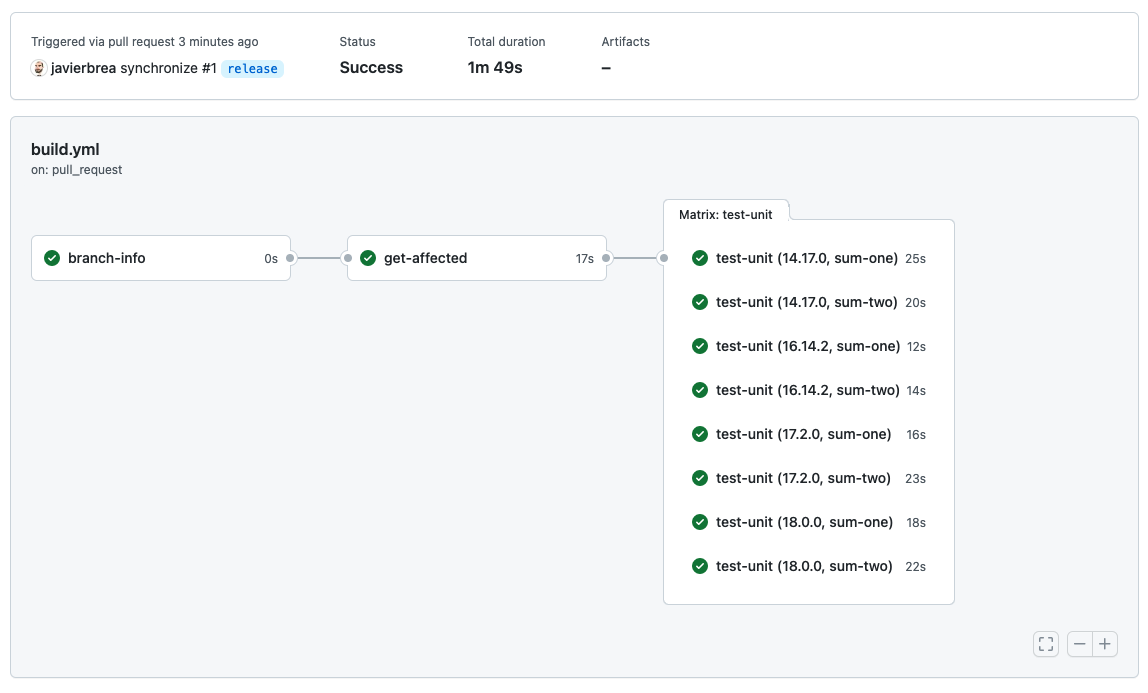 Triggered via pull request 3 minutes ago
javierbrea synchronize #1 release
Status
Success
Total duration
1m 49s
Artifacts
–
build.yml
on: pull_request
branch-info 0s
get-affected 17s
Matrix: test-unit
test-unit (14.17.0, sum-one) 25s
test-unit (14.17.0, sum-two) 20s
test-unit (16.14.2, sum-one) 12s
test-unit (16.14.2, sum-two) 14s
test-unit (17.2.0, sum-one) 16s
test-unit (17.2.0, sum-two) 23s
test-unit (18.0.0, sum-one) 18s
test-unit (18.0.0, sum-two) 22s